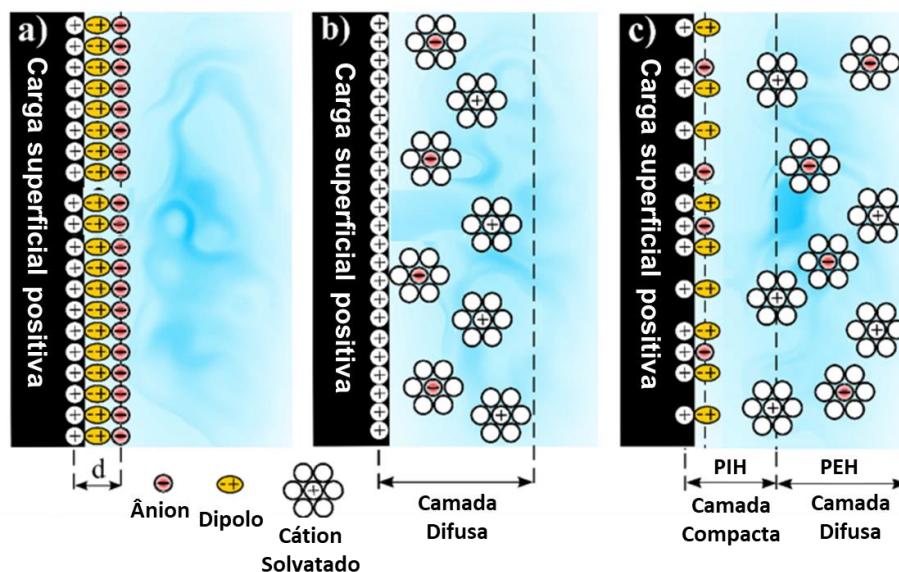 a)
Carga superficial positiva
d
b)
Carga superficial positiva
Camada
Difusa
c)
Carga superficial positiva
PIH
PEH
Camada
Compacta
Camada
Difusa
Ânion
Dipolo
Cátion
Solvatado